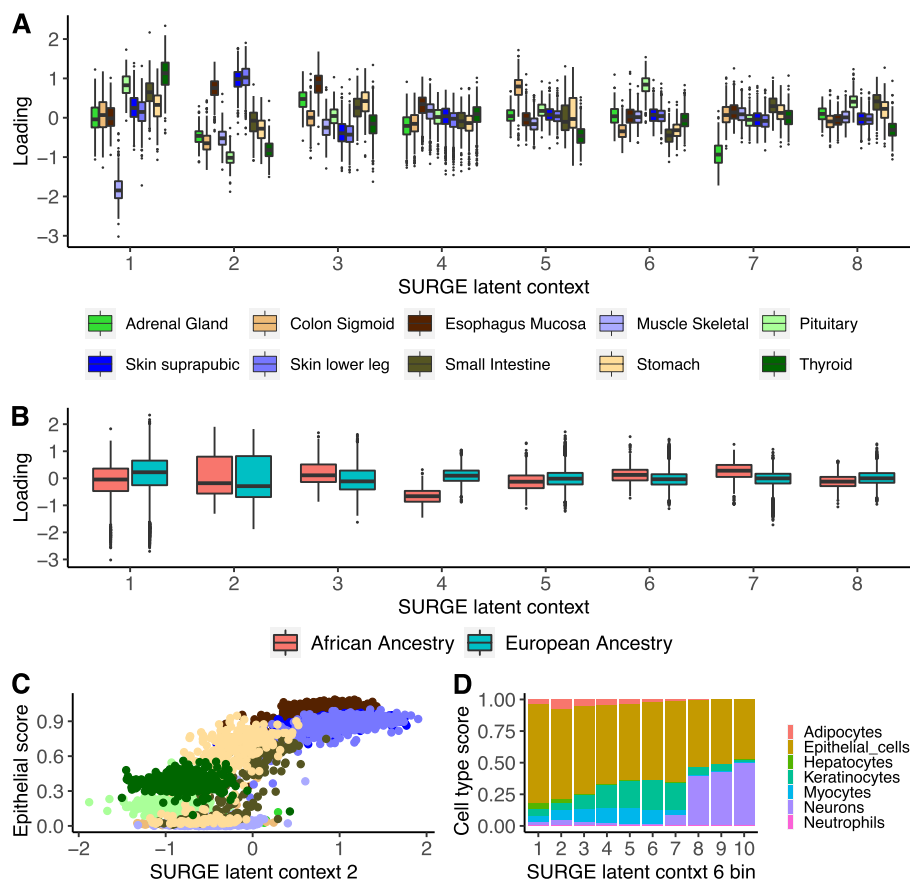 A
Loading
2
1
0
−1
−2
−3
1 2 3 4 5 6 7 8
SURGE latent context
Adrenal Gland Colon Sigmoid Esophagus Mucosa Muscle Skeletal Pituitary
Skin suprapubic Skin lower leg Small Intestine Stomach Thyroid
B
Loading
2
1
0
−1
−2
−3
1 2 3 4 5 6 7 8
SURGE latent context
African Ancestry European Ancestry
C
Epithelial score
0.9
0.6
0.3
0.0
−2 −1 0 1 2
SURGE latent context 2
D
Cell type score
1.00
0.75
0.50
0.25
0.00
1 2 3 4 5 6 7 8 9 10
SURGE latent contxt 6 bin
Adipocytes
Epithelial_cells
Hepatocytes
Keratinocytes
Myocytes
Neurons
Neutrophils